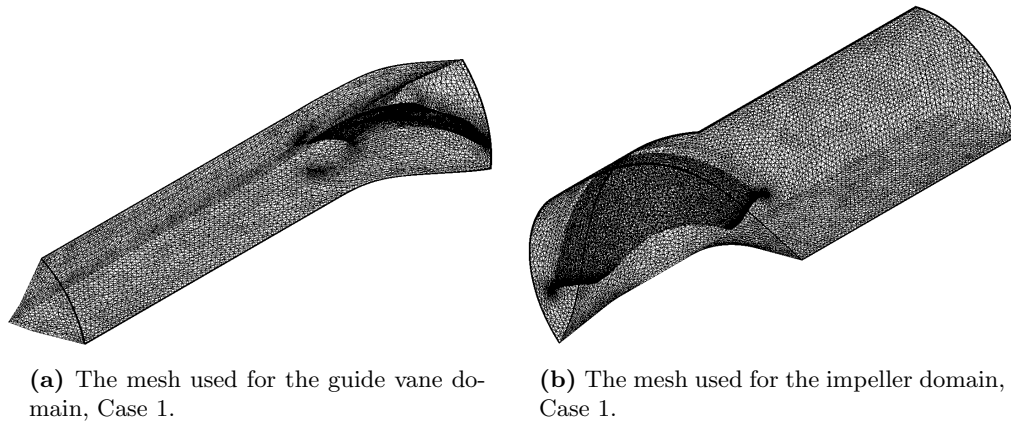 (a) The mesh used for the guide vane do-
main, Case 1.
(b) The mesh used for the impeller domain,
Case 1.